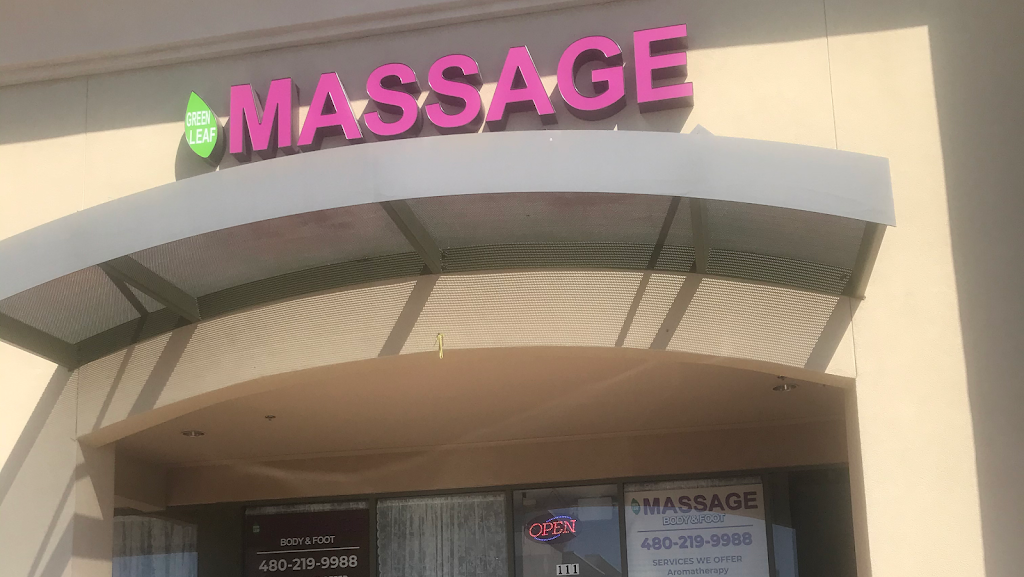 GREEN
LEAF
MASSAGE
BODY & FOOT
480-219-9988
OPEN
111
MASSAGE
BODY & FOOT
480-219-9988
SERVICES WE OFFER
Aromatherapy